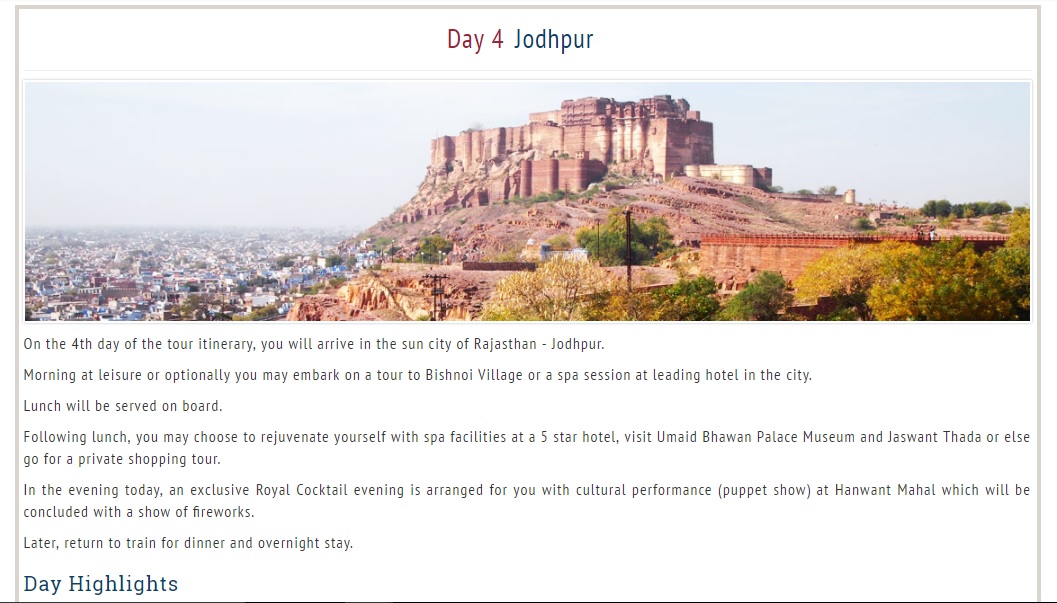 Day 4 Jodhpur
On the 4th day of the tour itinerary, you will arrive in the sun city of Rajasthan - Jodhpur.
Morning at leisure or optionally you may embark on a tour to Bishnoi Village or a spa session at leading hotel in the city.
Lunch will be served on board.
Following lunch, you may choose to rejuvenate yourself with spa facilities at a 5 star hotel, visit Umaid Bhawan Palace Museum and Jaswant Thada or else
go for a private shopping tour.
In the evening today, an exclusive Royal Cocktail evening is arranged for you with cultural performance (puppet show) at Hanwant Mahal which will be
concluded with a show of fireworks.
Later, return to train for dinner and overnight stay.
Day Highlights